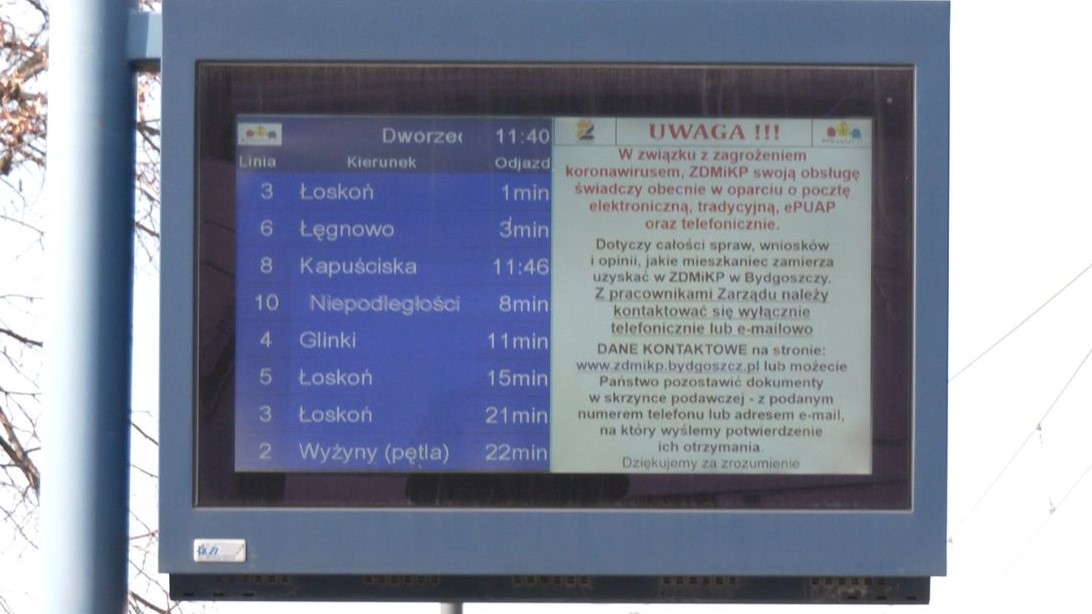 Dworzec 11:40
Linia Kierunek Odjazd
3 Łoskoń 1min
6 Łęgnowo 3min
8 Kapuściska 11:46
10 Niepodległości 8min
4 Glinki 11min
5 Łoskoń 15min
3 Łoskoń 21min
2 Wyżyny (pętla) 22min
UWAGA !!!
W związku z zagrożeniem
koronawirusem, ZDMiKP swoją obsługę
świadczy obecnie w oparciu o pocztę
elektroniczną, tradycyjną, ePUAP
oraz telefonicznie.
Dotyczy całości spraw, wniosków
i opinii, jakie mieszkaniec zamierza
uzyskać w ZDMiKP w Bydgoszczy.
Z pracownikami Zarządu należy
kontaktować się wyłącznie
telefonicznie lub e-mailowo
DANE KONTAKTOWE na stronie:
www.zdmikp.bydgoszcz.pl lub możecie
Państwo pozostawić dokumenty
w skrzynce podawczej - z podanym
numerem telefonu lub adresem e-mail,
na który wyślemy potwierdzenie
ich otrzymania.
Dziękujemy za zrozumienie